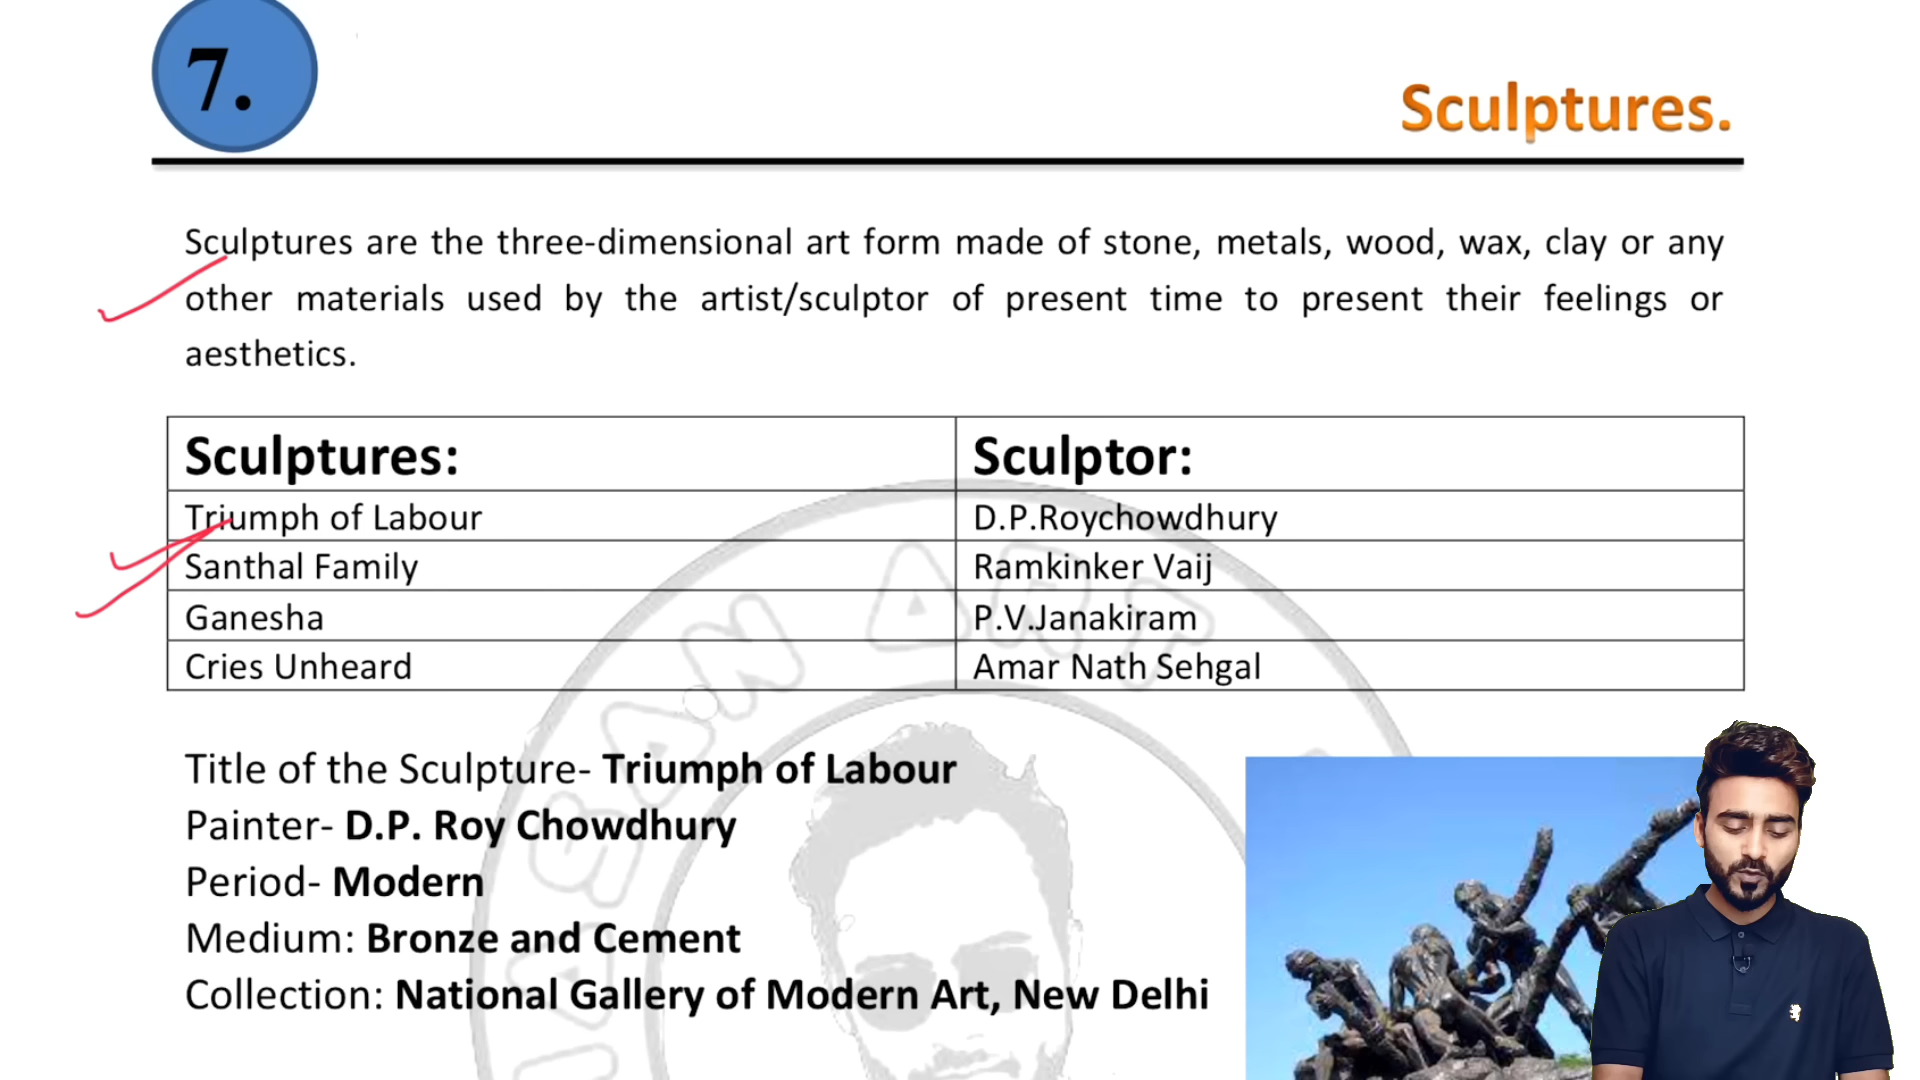 7.
Sculptures.
Sculptures are the three-dimensional art form made of stone, metals, wood, wax, clay or any
other materials used by the artist/sculptor of present time to present their feelings or
aesthetics.
Sculptures: Sculptor:
Triumph of Labour D.P.Roychowdhury
Santhal Family Ramkinker Vaij
Ganesha P.V.Janakiram
Cries Unheard Amar Nath Sehgal
Title of the Sculpture- Triumph of Labour
Painter- D.P. Roy Chowdhury
Period- Modern
Medium: Bronze and Cement
Collection: National Gallery of Modern Art, New Delhi
ART